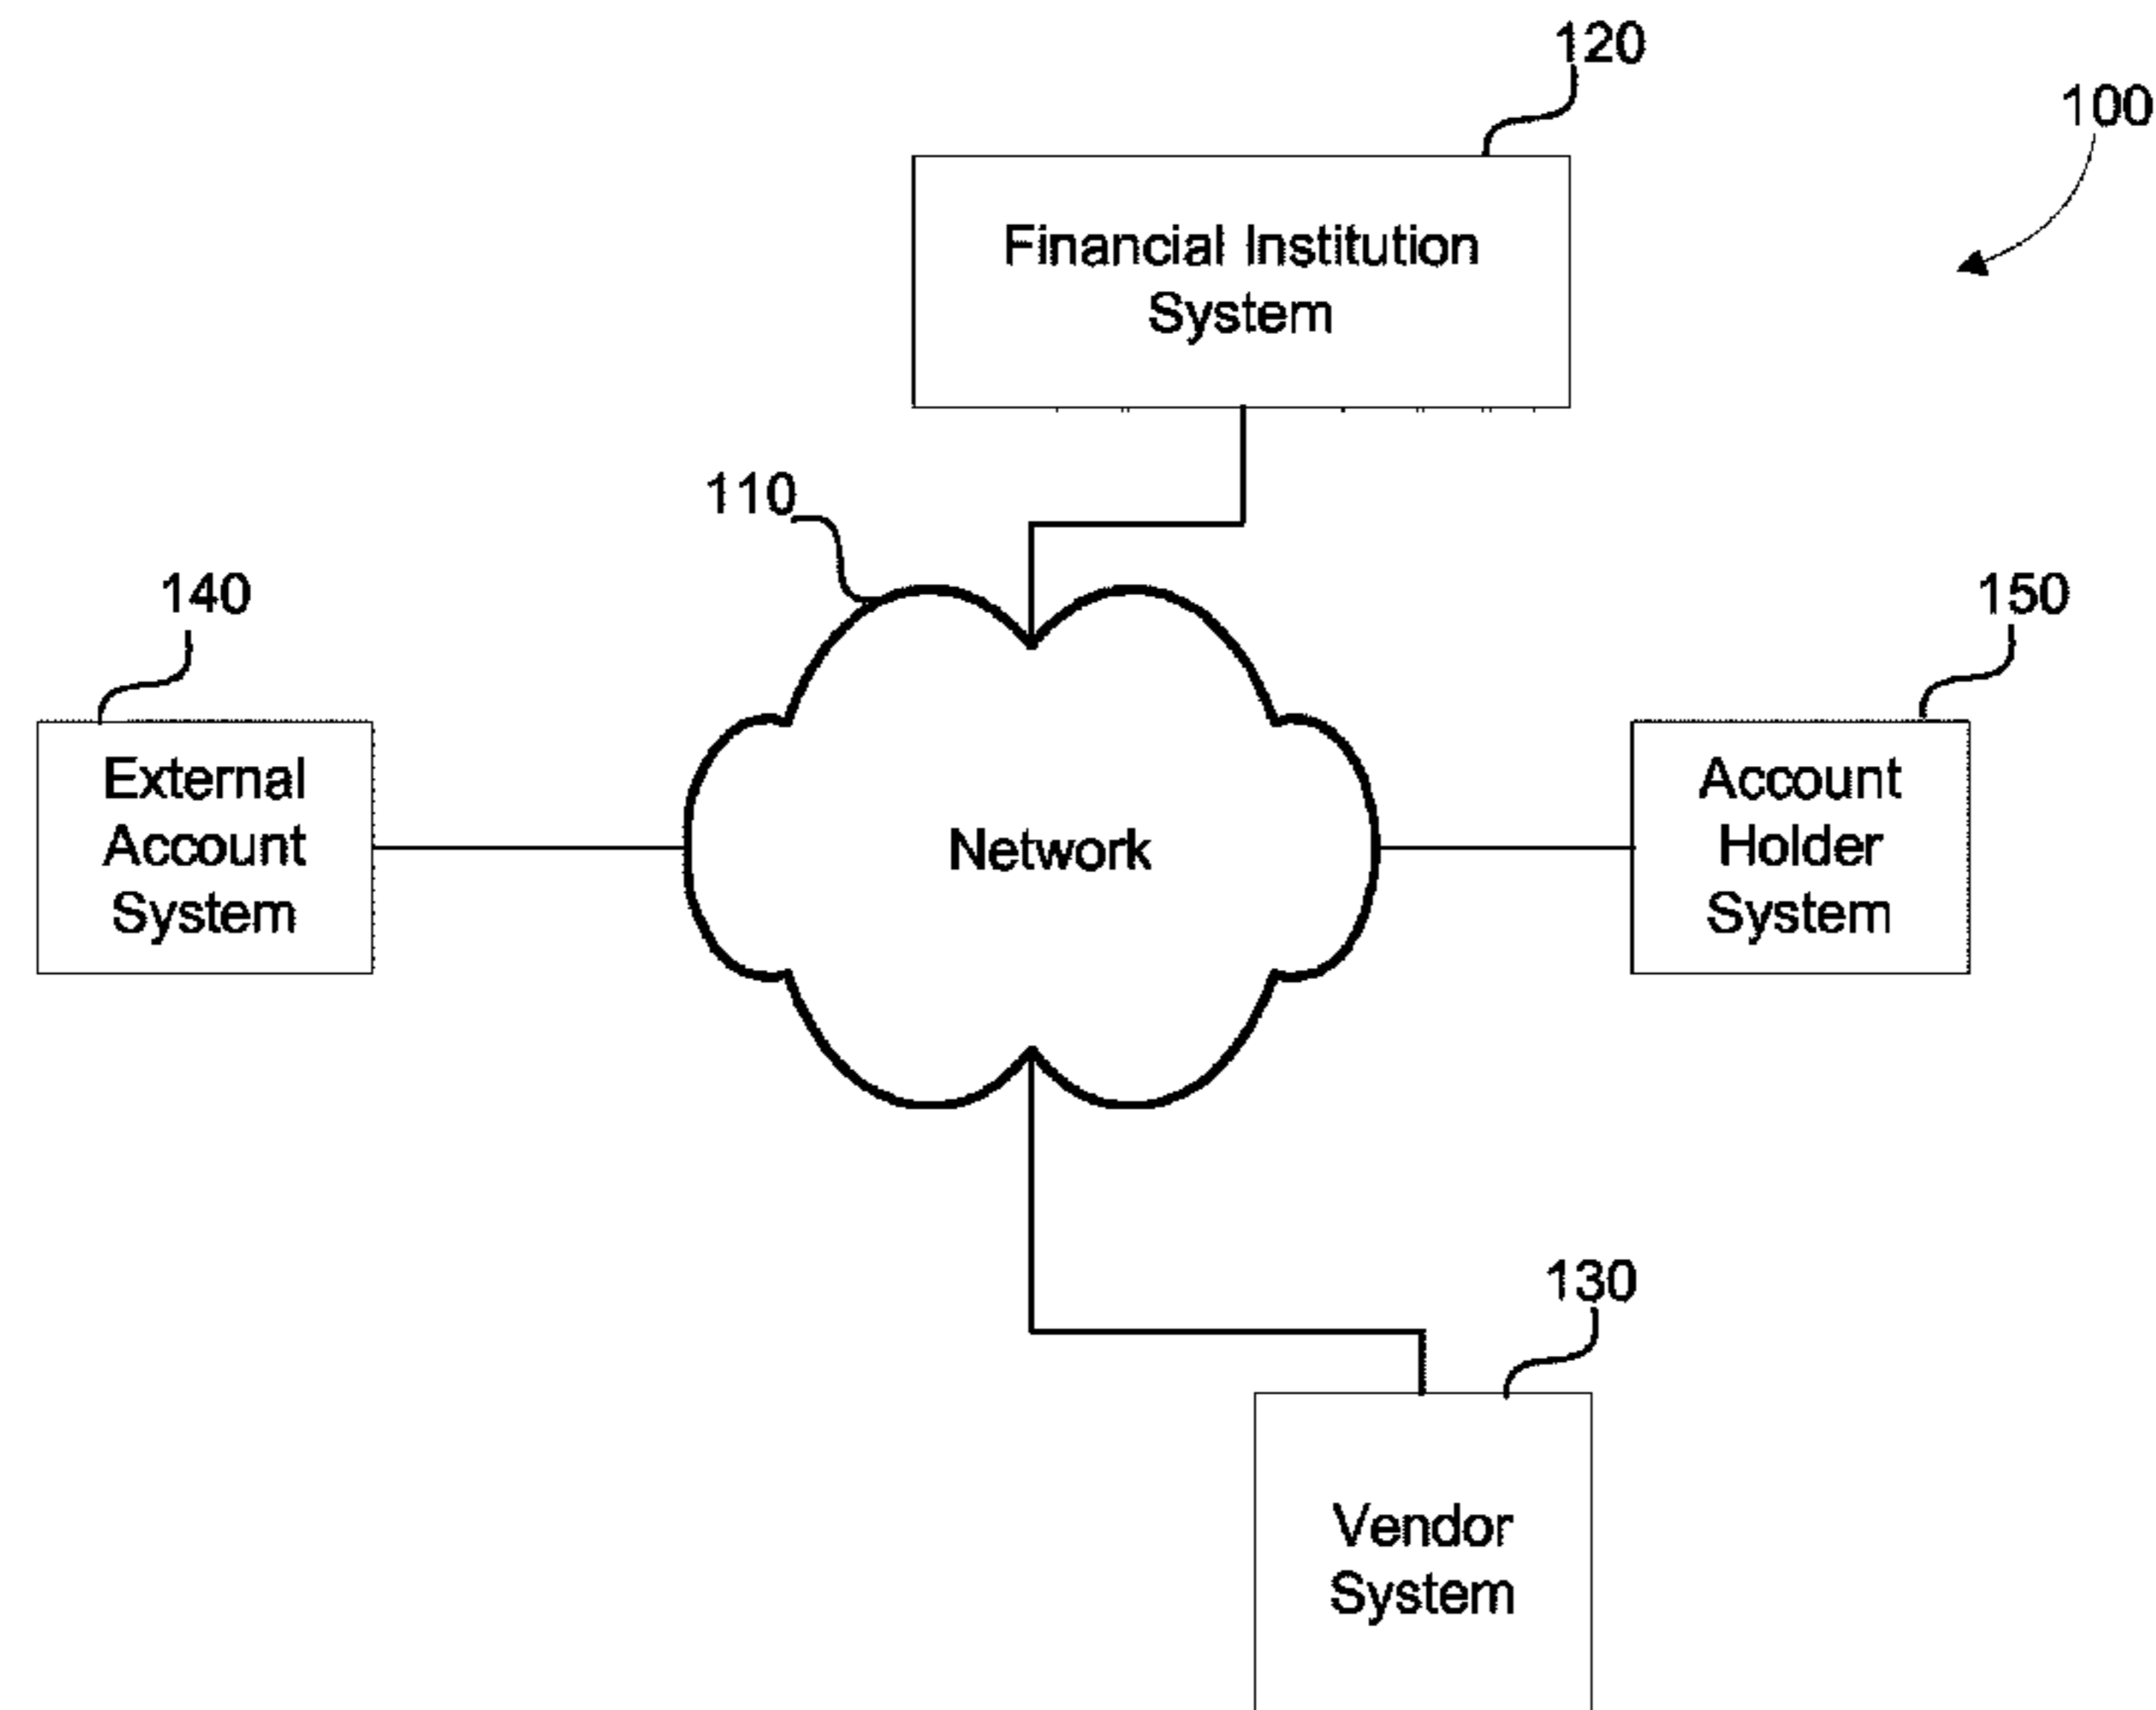 120
100
Financial Institution
System
110
140
150
External
Account
System
Network
Account
Holder
System
130
Vendor
System